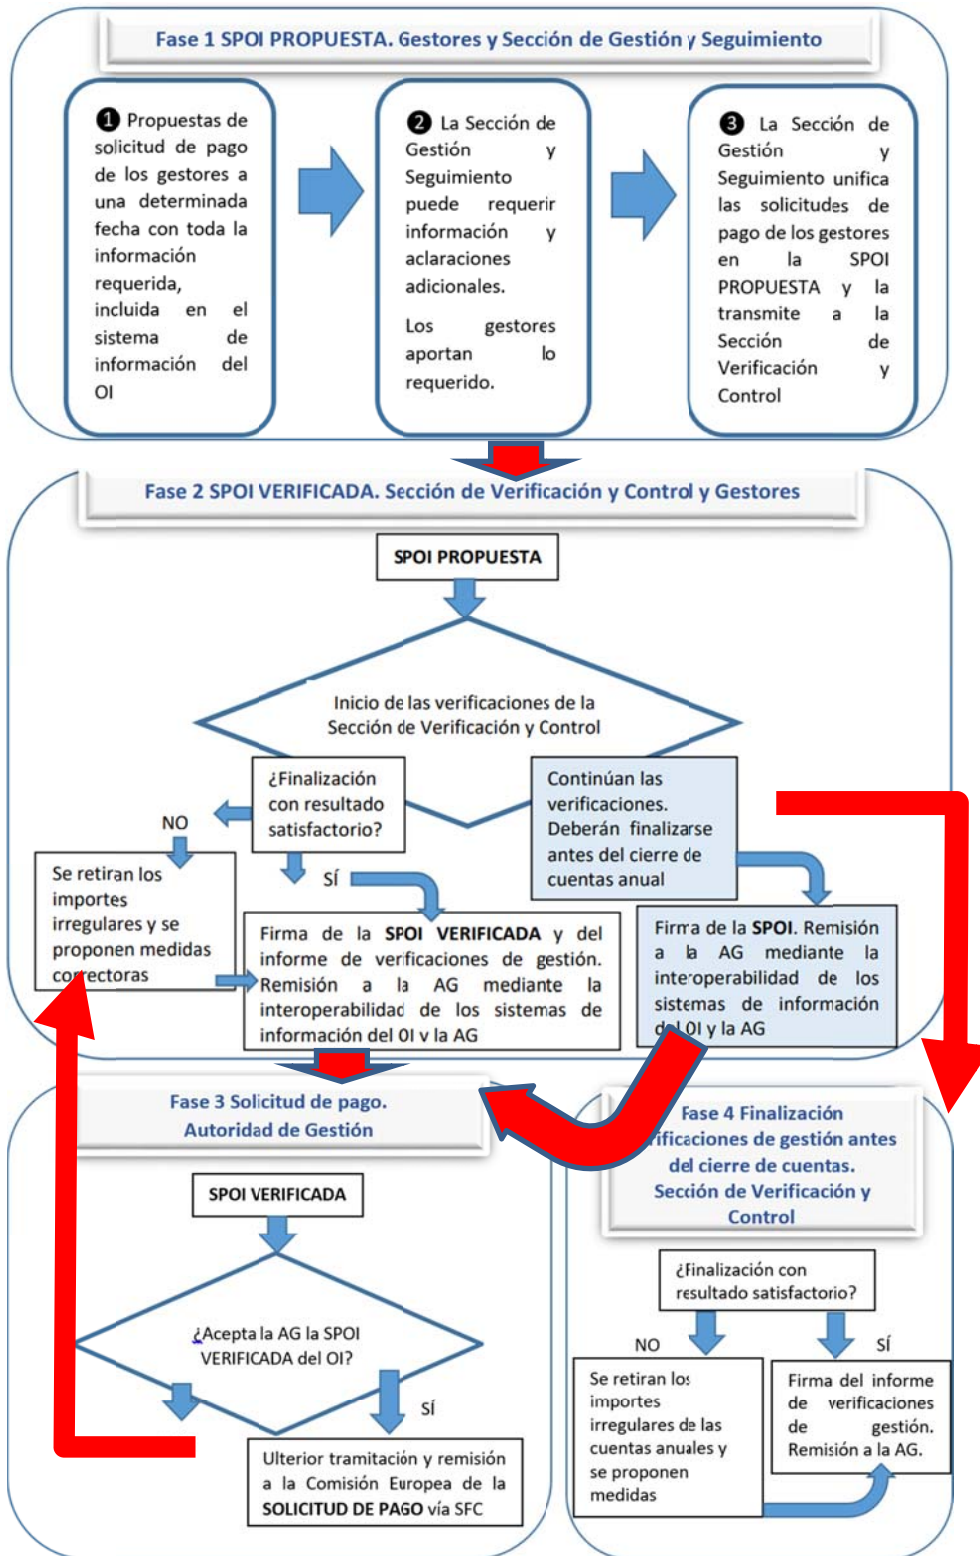 Fase 1 SPOI PROPUESTA. Gestores y Sección de Gestión y Seguimiento
❶ Propuestas de
solicitud de pago
de los gestores a
una determinada
fecha con toda la
información
requerida,
incluida en el
sistema de
información del
OI
❷ La Sección de
Gestión y
Seguimiento
puede requerir
información y
aclaraciones
adicionales.
Los gestores
aportan lo
requerido.
❸ La Sección de
Gestión y
Seguimiento unifica
las solicitudes de
pago de los gestores
en la SPOI
PROPUESTA y la
transmite a la
Sección de
Verificación y
Control
Fase 2 SPOI VERIFICADA. Sección de Verificación y Control y Gestores
SPOI PROPUESTA
Inicio de las verificaciones de la
Sección de Verificación y Control
¿Finalización
con resultado
satisfactorio?
Continúan las
verificaciones.
Deberán finalizarse
antes del cierre de
cuentas anual
NO
SÍ
Se retiran los
importes
irregulares y se
proponen medidas
correctoras
Firma de la SPOI VERIFICADA y del
informe de verificaciones de gestión.
Remisión a la AG mediante la
interoperabilidad de los sistemas de
información del OI y la AG
Firma de la SPOI. Remisión
a la AG mediante la
interoperabilidad de los
sistemas de información
del OI y la AG
Fase 3 Solicitud de pago.
Autoridad de Gestión
SPOI VERIFICADA
¿Acepta la AG la SPOI
VERIFICADA del OI?
SÍ
Ulterior tramitación y remisión
a la Comisión Europea de la
SOLICITUD DE PAGO vía SFC
Fase 4 Finalización
rificaciones de gestión antes
del cierre de cuentas.
Sección de Verificación y
Control
¿Finalización con
resultado satisfactorio?
NO
SÍ
Se retiran los
importes
irregulares de las
cuentas anuales y
se proponen
medidas
Firma del informe
de verificaciones
de gestión.
Remisión a la AG.